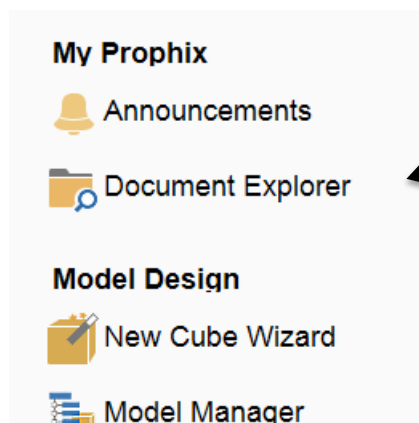 My Prophix
Announcements
Document Explorer
Model Design
New Cube Wizard
Model Manager